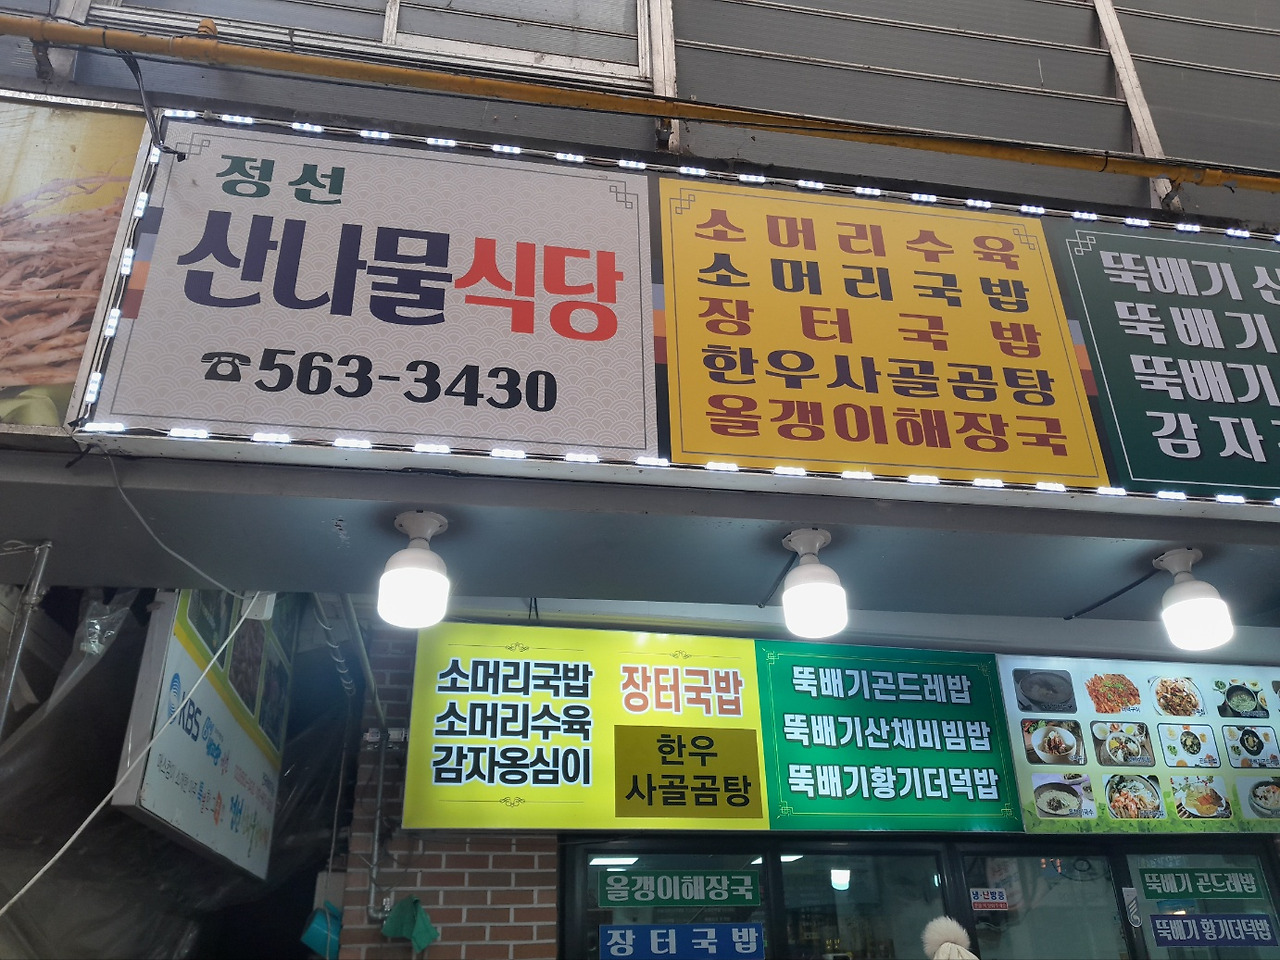 정선
산나물식당
☎563-3430
소머리수육
소머리국밥
장터국밥
한우사골곰탕
올갱이해장국
뚝배기 산
뚝배기
뚝배기
감자
소머리국밥
소머리수육
감자옹심이
장터국밥
한우
사골곰탕
뚝배기곤드레밥
뚝배기산채비빔밥
뚝배기황기더덕밥
KBS
올갱이해장국
장터국밥
냉·난방중
뚝배기 곤드레밥
뚝배기 황기더덕밥